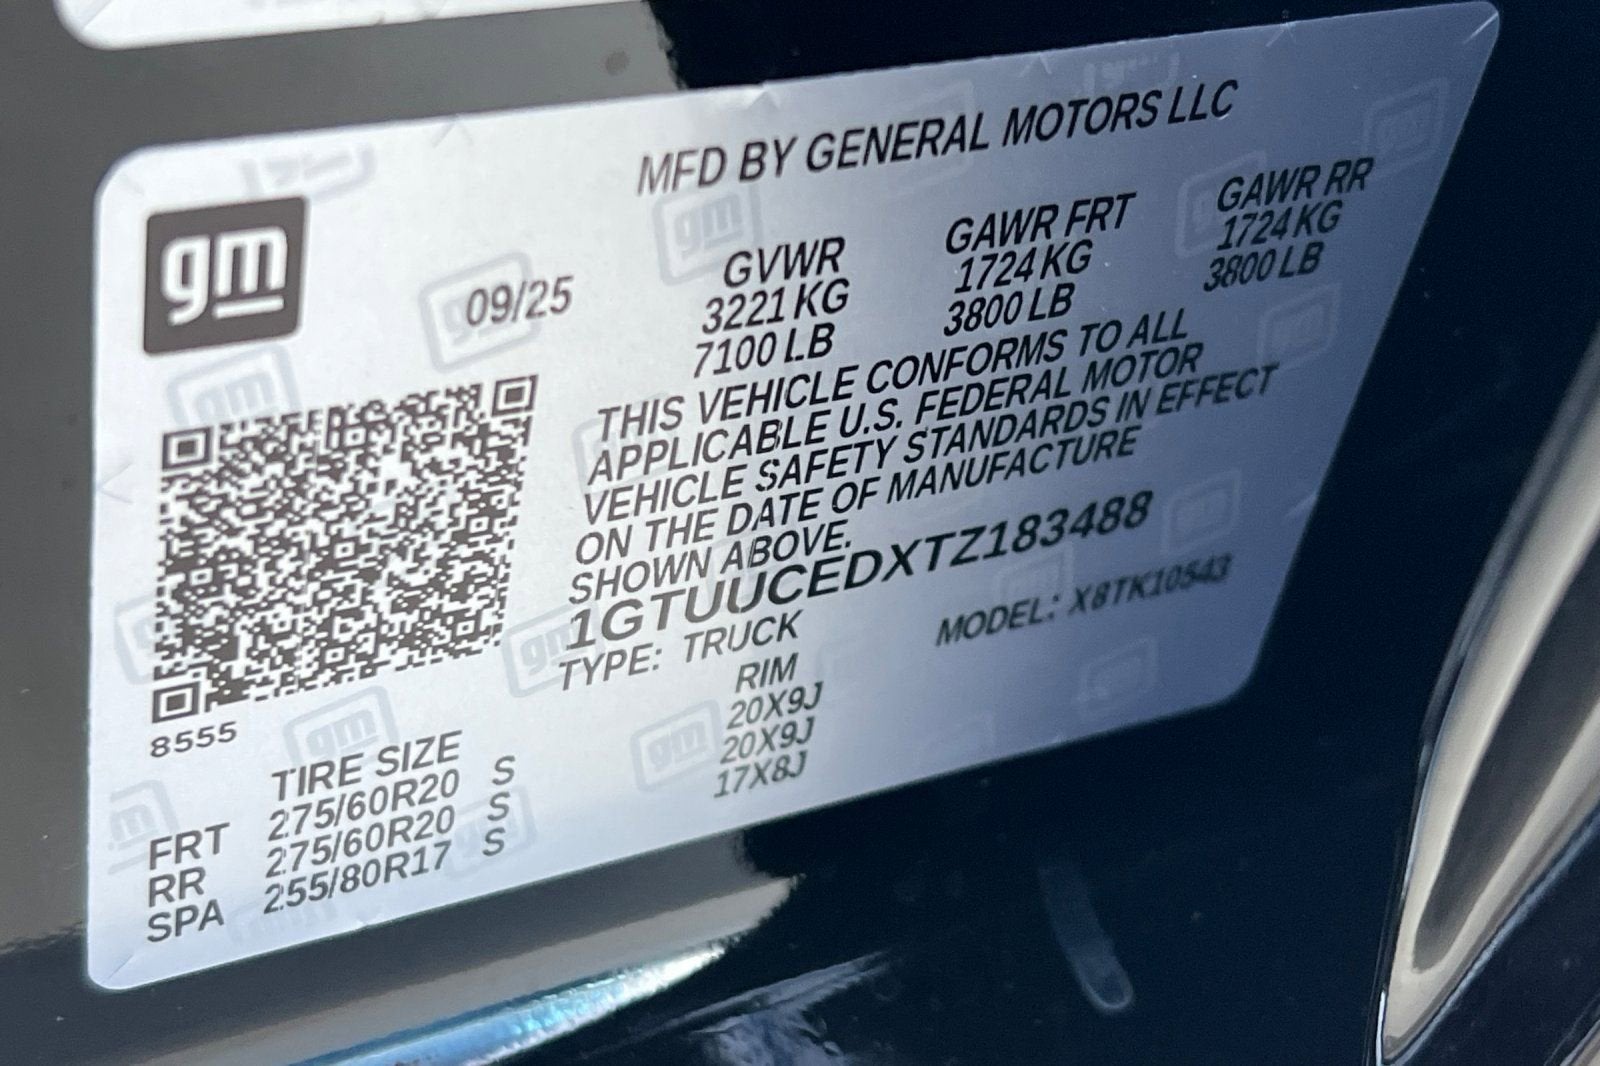 MFD BY GENERAL MOTORS LLC
gm
09/25
GVWR GAWR FRT GAWR RR
3221 KG 1724 KG 1724 KG
7100 LB 3800 LB 3800 LB
THIS VEHICLE CONFORMS TO ALL
APPLICABLE U.S. FEDERAL MOTOR
VEHICLE SAFETY STANDARDS IN EFFECT
ON THE DATE OF MANUFACTURE
SHOWN ABOVE.
1GTUUCEDXTZ183488
TYPE: TRUCK MODEL: X8TK10543
8555
TIRE SIZE RIM
FRT 275/60R20 S 20X9J
RR 275/60R20 S 20X9J
SPA 255/80R17 S 17X8J